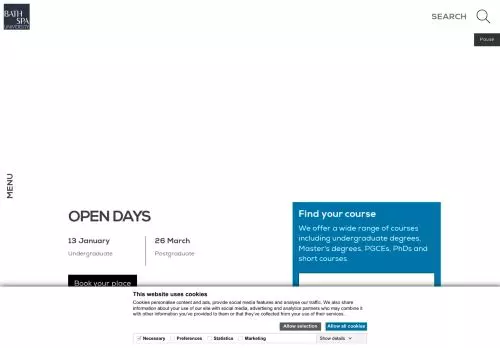 BATH
SPA
UNIVERSITY
SEARCH
Pause
MENU
OPEN DAYS
13 January
Undergraduate
26 March
Postgraduate
Book your place
Find your course
We offer a wide range of courses
including undergraduate degrees,
Master's degrees, PGCEs, PhDs and
short courses.
This website uses cookies
Cookies personalise content and ads, provide social media features and analyse our traffic. We also share
information about your use of our site with social media, advertising and analytics partners who may combine it
with other information you've provided to them or that they've collected from your use of their services.
Allow selection
Allow all cookies
Necessary
Preferences
Statistics
Marketing
Show details